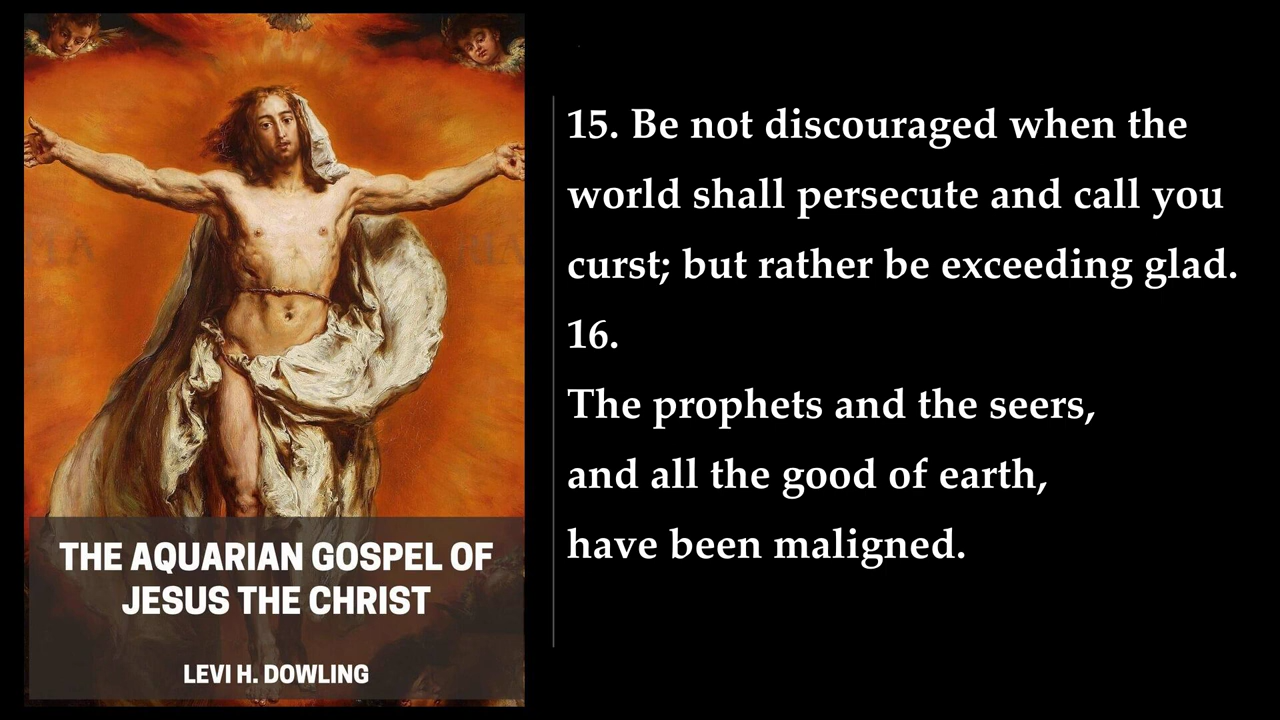 THE AQUARIAN GOSPEL OF
JESUS THE CHRIST
LEVI H. DOWLING
15. Be not discouraged when the
world shall persecute and call you
curst; but rather be exceeding glad.
16.
The prophets and the seers,
and all the good of earth,
have been maligned.